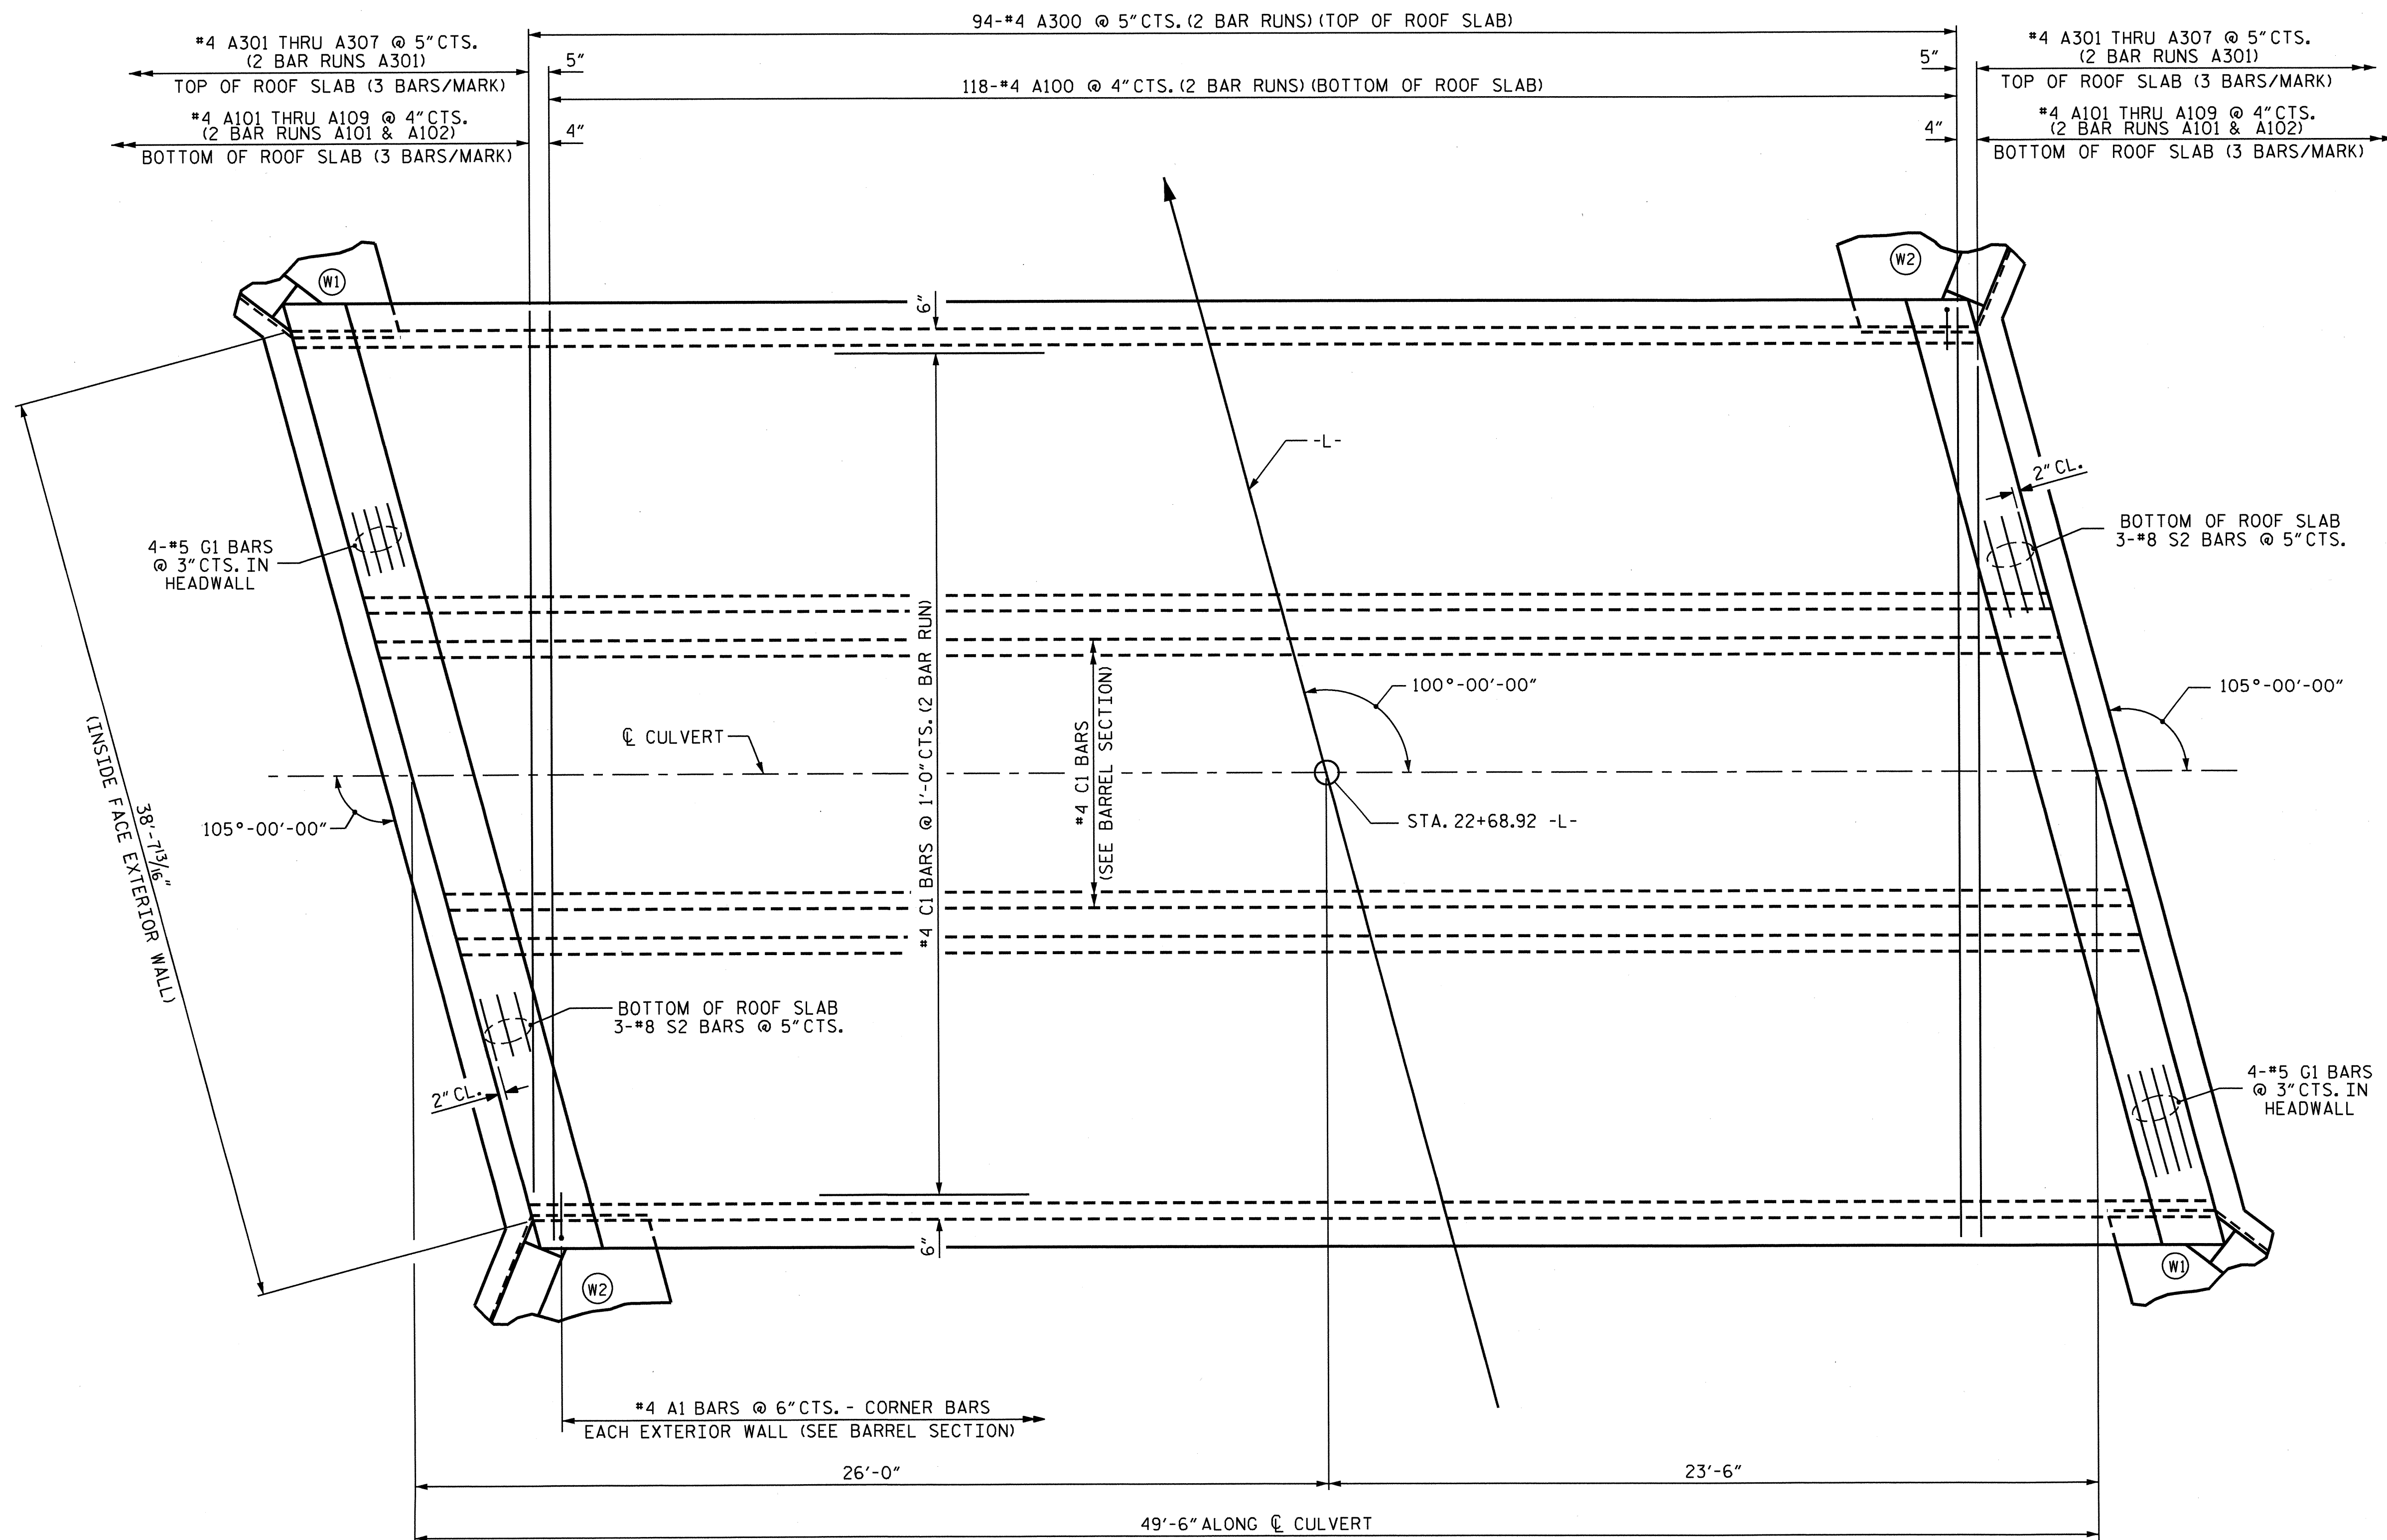 94-#4 A300 @ 5" CTS. (2 BAR RUNS) (TOP OF ROOF SLAB)
#4 A301 THRU A307 @ 5" CTS.
(2 BAR RUNS A301)
TOP OF ROOF SLAB (3 BARS/MARK)
5"
5"
#4 A301 THRU A307 @ 5" CTS.
(2 BAR RUNS A301)
TOP OF ROOF SLAB (3 BARS/MARK)
118-#4 A100 @ 4" CTS. (2 BAR RUNS) (BOTTOM OF ROOF SLAB)
#4 A101 THRU A109 @ 4" CTS.
(2 BAR RUNS A101 & A102)
BOTTOM OF ROOF SLAB (3 BARS/MARK)
4"
4"
#4 A101 THRU A109 @ 4" CTS.
(2 BAR RUNS A101 & A102)
BOTTOM OF ROOF SLAB (3 BARS/MARK)
W1
W2
6"
-L-
2" CL.
4-#5 G1 BARS
@ 3" CTS. IN
HEADWALL
BOTTOM OF ROOF SLAB
3-#8 S2 BARS @ 5" CTS.
#4 C1 BARS @ 1'-0" CTS. (2 BAR RUN)
#4 C1 BARS
(SEE BARREL SECTION)
100°-00'-00"
105°-00'-00"
℄ CULVERT
38'-7 13/16"
(INSIDE FACE EXTERIOR WALL)
105°-00'-00"
STA. 22+68.92 -L-
BOTTOM OF ROOF SLAB
3-#8 S2 BARS @ 5" CTS.
2" CL.
4-#5 G1 BARS
@ 3" CTS. IN
HEADWALL
6"
W2
W1
#4 A1 BARS @ 6" CTS. - CORNER BARS
EACH EXTERIOR WALL (SEE BARREL SECTION)
26'-0"
23'-6"
49'-6" ALONG ℄ CULVERT